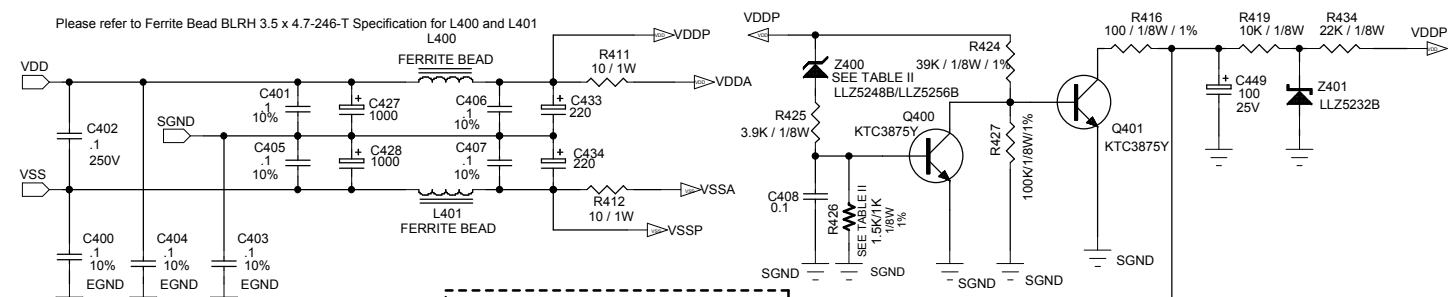 Please refer to Ferrite Bead BLRH 3.5 x 4.7-246-T Specification for L400 and L401
L400
FERRITE BEAD
VDD
C402
.1
250V
VSS
C400
.1
10%
EGND
C404
.1
10%
EGND
C403
.1
10%
EGND
SGND
C401
.1
10%
C427
1000
C405
.1
10%
C428
1000
C406
.1
10%
C433
220
C407
.1
10%
C434
220
L401
FERRITE BEAD
R411
10 / 1W
R412
10 / 1W
VDDP
VDDA
VSSA
VSSP
VDDP
Z400
SEE TABLE II
LLZ5248B/LLZ5256B
R425
3.9K / 1/8W
C408
0.1
SGND
R426
SEE TABLE II
1.5K/1K
1/8W
1%
SGND
Q400
KTC3875Y
SGND
R424
39K / 1/8W / 1%
R427
100K/1/8W/1%
SGND
Q401
KTC3875Y
SGND
R416
100 / 1/8W / 1%
C449
100
25V
R419
10K / 1/8W
Z401
LLZ5232B
R434
22K / 1/8W
VDDP